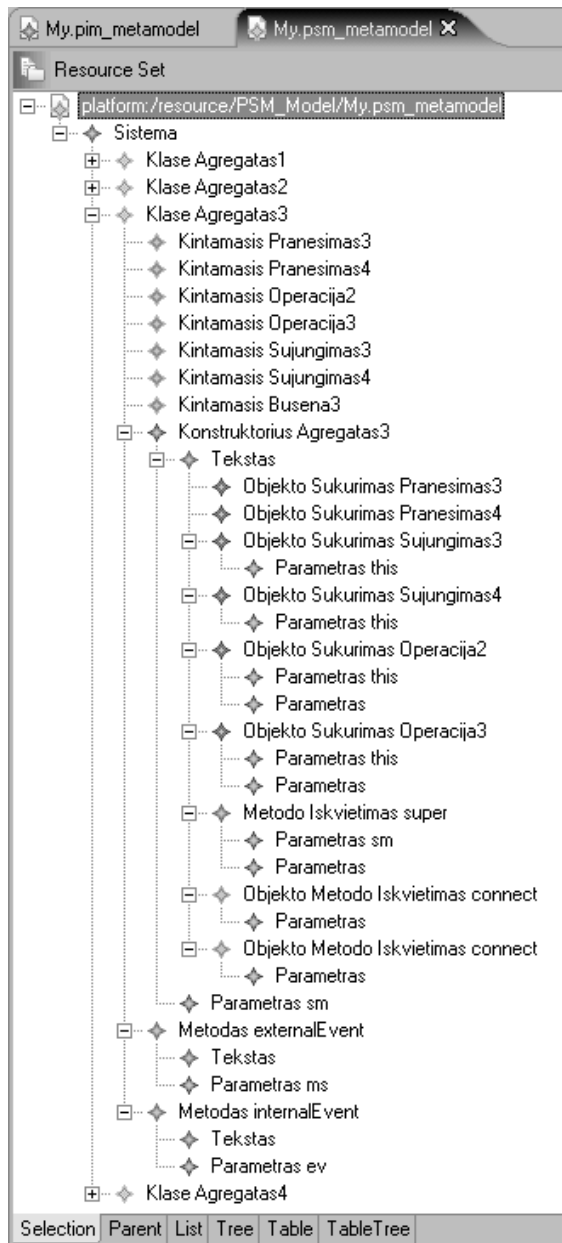 My.pim_metamodel My.psm_metamodel
Resource Set
platform:/resource/PSM_Model/My.psm_metamodel
Sistema
Klase Agregatas1
Klase Agregatas2
Klase Agregatas3
Kintamasis Pranesimas3
Kintamasis Pranesimas4
Kintamasis Operacija2
Kintamasis Operacija3
Kintamasis Sujungimas3
Kintamasis Sujungimas4
Kintamasis Busena3
Konstruktorius Agregatas3
Tekstas
Objekto Sukurimas Pranesimas3
Objekto Sukurimas Pranesimas4
Objekto Sukurimas Sujungimas3
Parametras this
Objekto Sukurimas Sujungimas4
Parametras this
Objekto Sukurimas Operacija2
Parametras this
Parametras
Objekto Sukurimas Operacija3
Parametras this
Parametras
Metodo Iskvietimas super
Parametras sm
Parametras
Objekto Metodo Iskvietimas connect
Parametras
Objekto Metodo Iskvietimas connect
Parametras
Parametras sm
Metodas externalEvent
Tekstas
Parametras ms
Metodas internalEvent
Tekstas
Parametras ev
Klase Agregatas4
Selection Parent List Tree Table TableTree